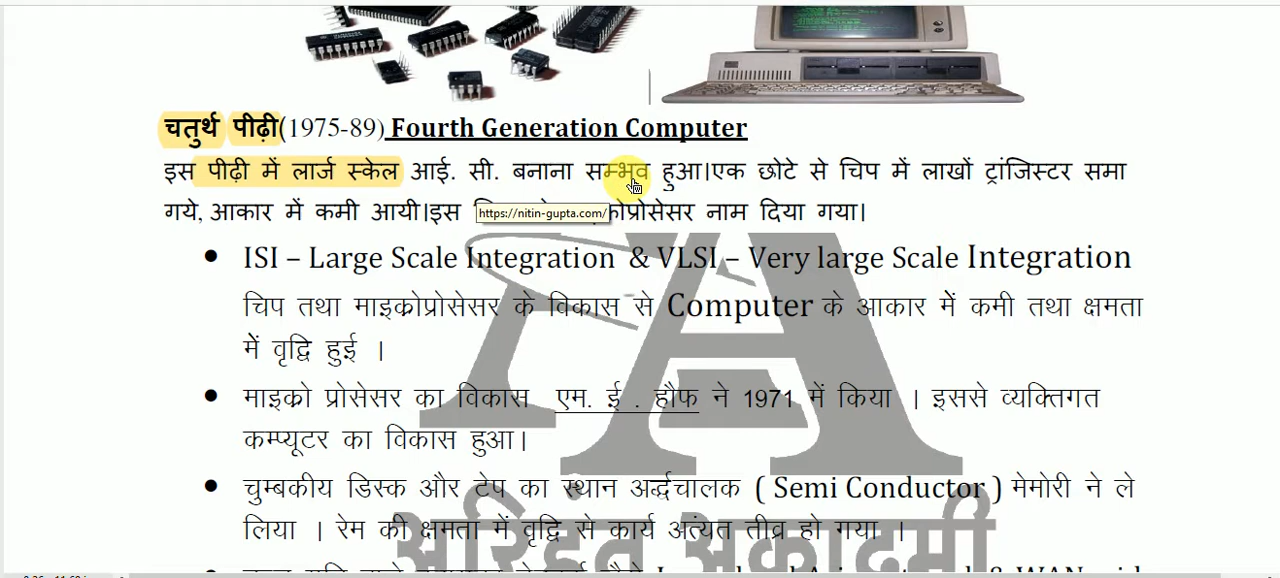 चतुर्थ पीढ़ी(1975-89) Fourth Generation Computer
इस पीढ़ी में लार्ज स्केल आई. सी. बनाना सम्भव हुआ।एक छोटे से चिप में लाखों ट्रांजिस्टर समा
गये, आकार में कमी आयी।इस नाम दिया गया।
https://nitin-gupta.com/
• ISI – Large Scale Integration & VLSI – Very large Scale Integration
चिप तथा माइक्रोप्रोसेसर के विकास से Computer के आकार में कमी तथा क्षमता
में वृद्वि हुई ।
• माइक्रो प्रोसेसर का विकास एम. ई . हौफ ने 1971 में किया । इससे व्यक्तिगत
कम्प्यूटर का विकास हुआ।
• चुम्बकीय डिस्क और टेप का स्थान अर्द्धचालक ( Semi Conductor ) मेमोरी ने ले
लिया । रेम की क्षमता में वृद्वि से कार्य अत्यंत तीव्र हो गया ।
अरिहंत अकादमी